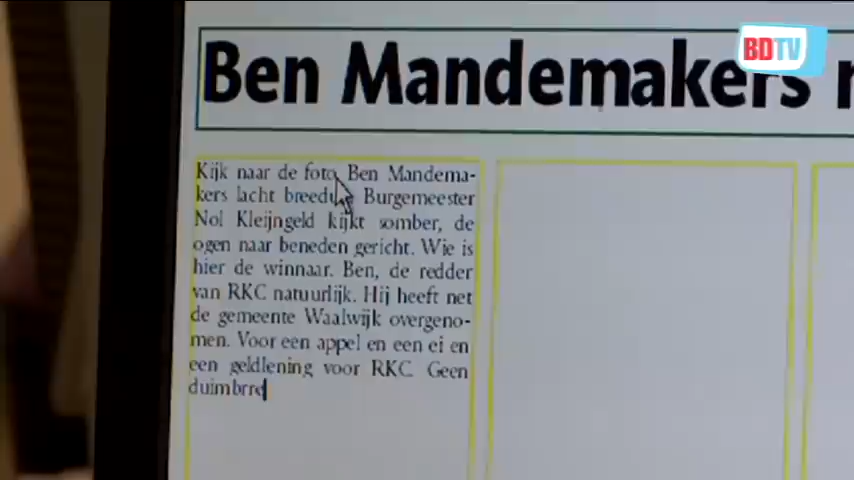 BDTV
Ben Mandemakers
Kijk naar de foto. Ben Mandema-
kers lacht breeduit. Burgemeester
Nol Kleijngeld kijkt somber, de
ogen naar beneden gericht. Wie is
hier de winnaar. Ben, de redder
van RKC natuurlijk. Hij heeft net
de gemeente Waalwijk overgeno-
men. Voor een appel en een ei en
een geldlening voor RKC. Geen
duimbrre